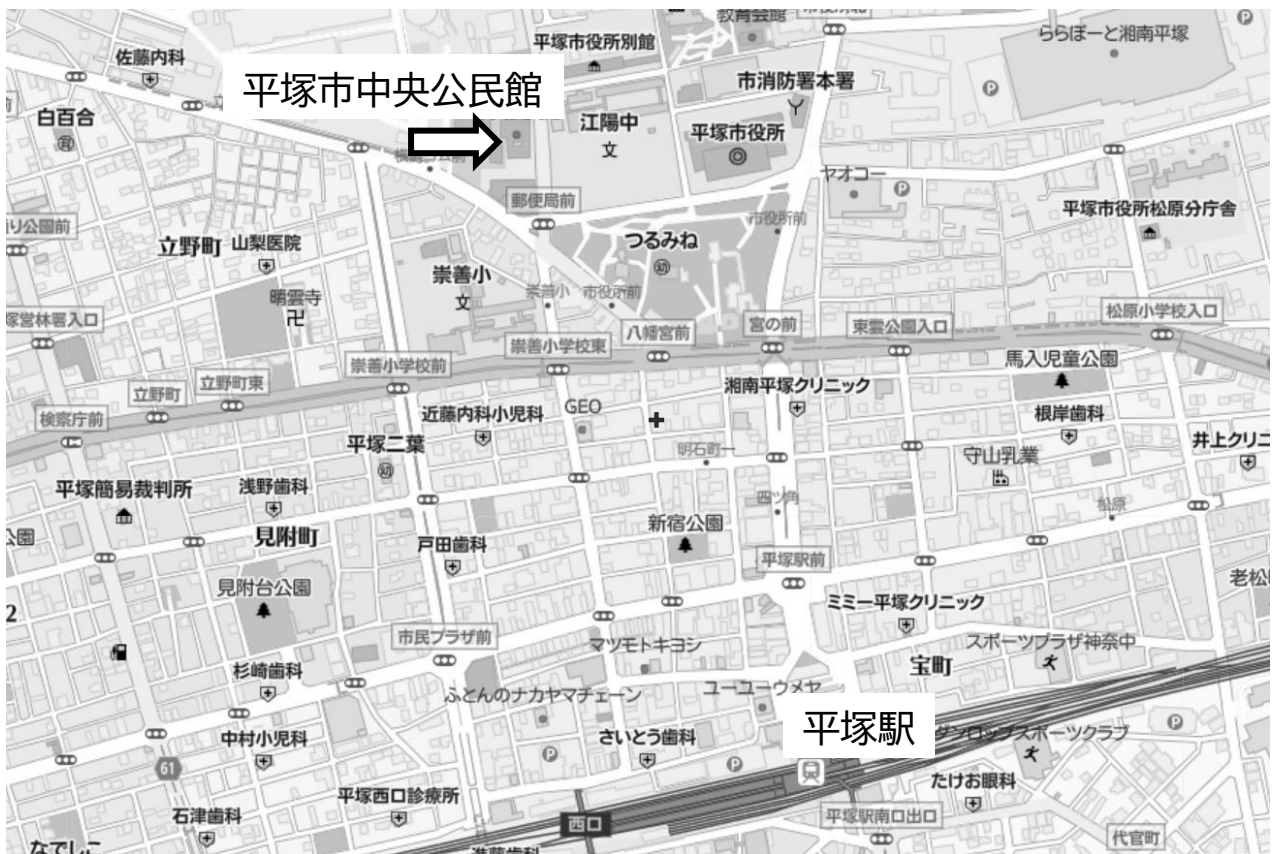 教育会館
佐藤内科
平塚市役所別館
ららぽーと湘南平塚
平塚市中央公民館
市消防署本署
白百合
江陽中
文
平塚市役所
ヤオコー
郵便局前
平塚市役所松原分庁舎
市役所前
立野町
山梨医院
つるみね
幼
崇善小
文
晴雲寺
崇善小
市役所前
松原小学校入口
塚営林署入口
八幡宮前
宮の前
東雲公園入口
崇善小学校東
崇善小学校前
馬入児童公園
立野町
立野町東
湘南平塚クリニック
検察庁前
近藤内科小児科
GEO
根岸歯科
平塚二葉
幼
明石町一
守山乳業
井上クリニ
平塚簡易裁判所
浅野歯科
四ツ角
松原
見附町
新宿公園
公園
戸田歯科
平塚駅前
見附台公園
老松
2
ミミー平塚クリニック
市民プラザ前
マツモトキヨシ
スポーツプラザ神奈中
杉崎歯科
宝町
ふとんのナカヤマチェーン
ユーユーウメヤ
平塚駅
中村小児科
さいとう歯科
ダンロップスポーツクラブ
P
P
P
61
たけお眼科
平塚西口診療所
石津歯科
西口
平塚駅南口出口
代官町
なでしこ
進藤歯科